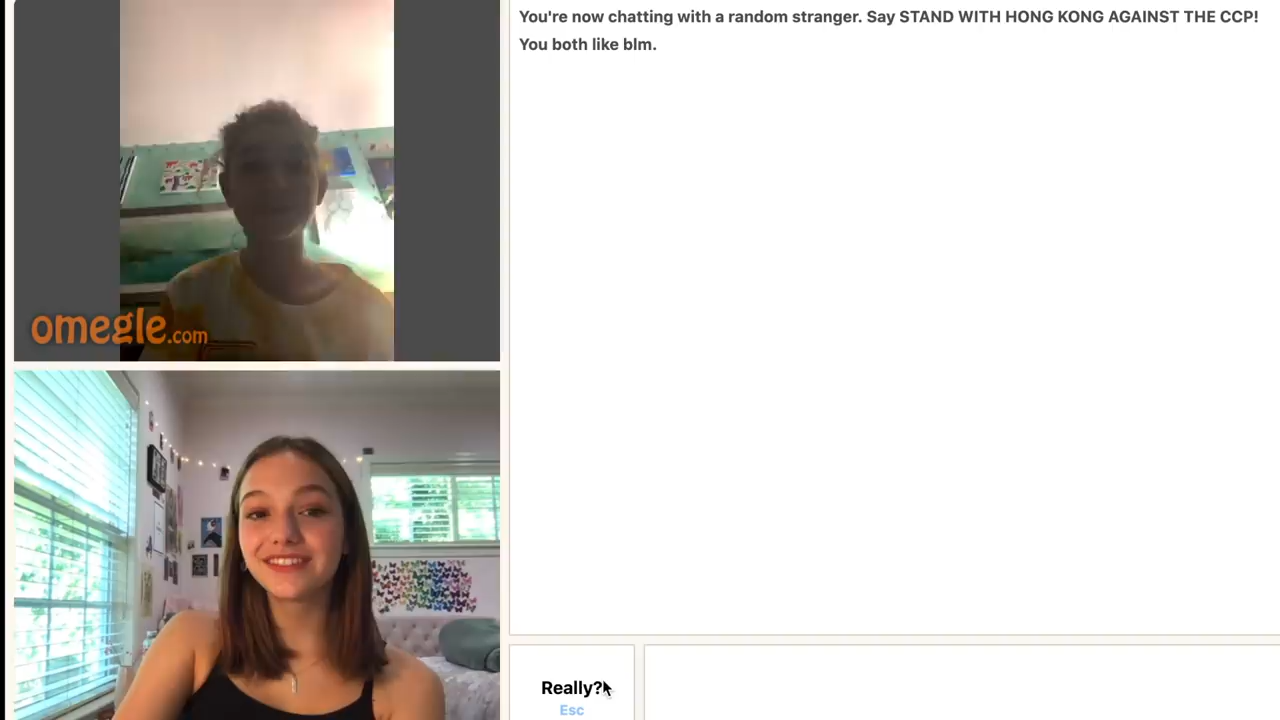 You're now chatting with a random stranger. Say STAND WITH HONG KONG AGAINST THE CCP!
You both like blm.
omegle.com
Really?
Esc